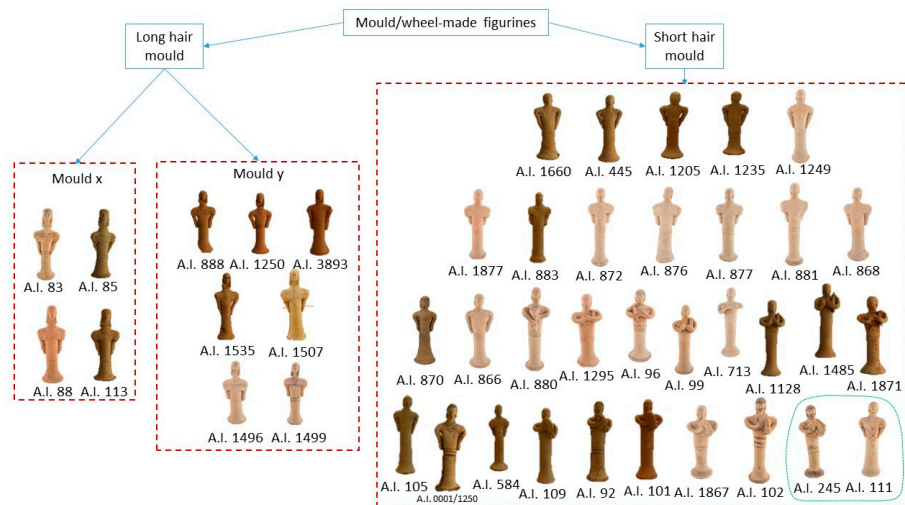 Mould/wheel-made figurines
Long hair
mould
Short hair
mould
Mould x
A.I. 83 A.I. 85
A.I. 88 A.I. 113
Mould y
A.I. 888 A.I. 1250 A.I. 3893
A.I. 1535 A.I. 1507
A.I. 1496 A.I. 1499
A.I. 1660 A.I. 445 A.I. 1205 A.I. 1235 A.I. 1249
A.I. 1877 A.I. 883 A.I. 872 A.I. 876 A.I. 877 A.I. 881 A.I. 868
A.I. 870 A.I. 866 A.I. 880 A.I. 1295 A.I. 96 A.I. 99 A.I. 713 A.I. 1128 A.I. 1485 A.I. 1871
A.I. 105 A.I. 0001/1250 A.I. 584 A.I. 109 A.I. 92 A.I. 101 A.I. 1867 A.I. 102 A.I. 245 A.I. 111